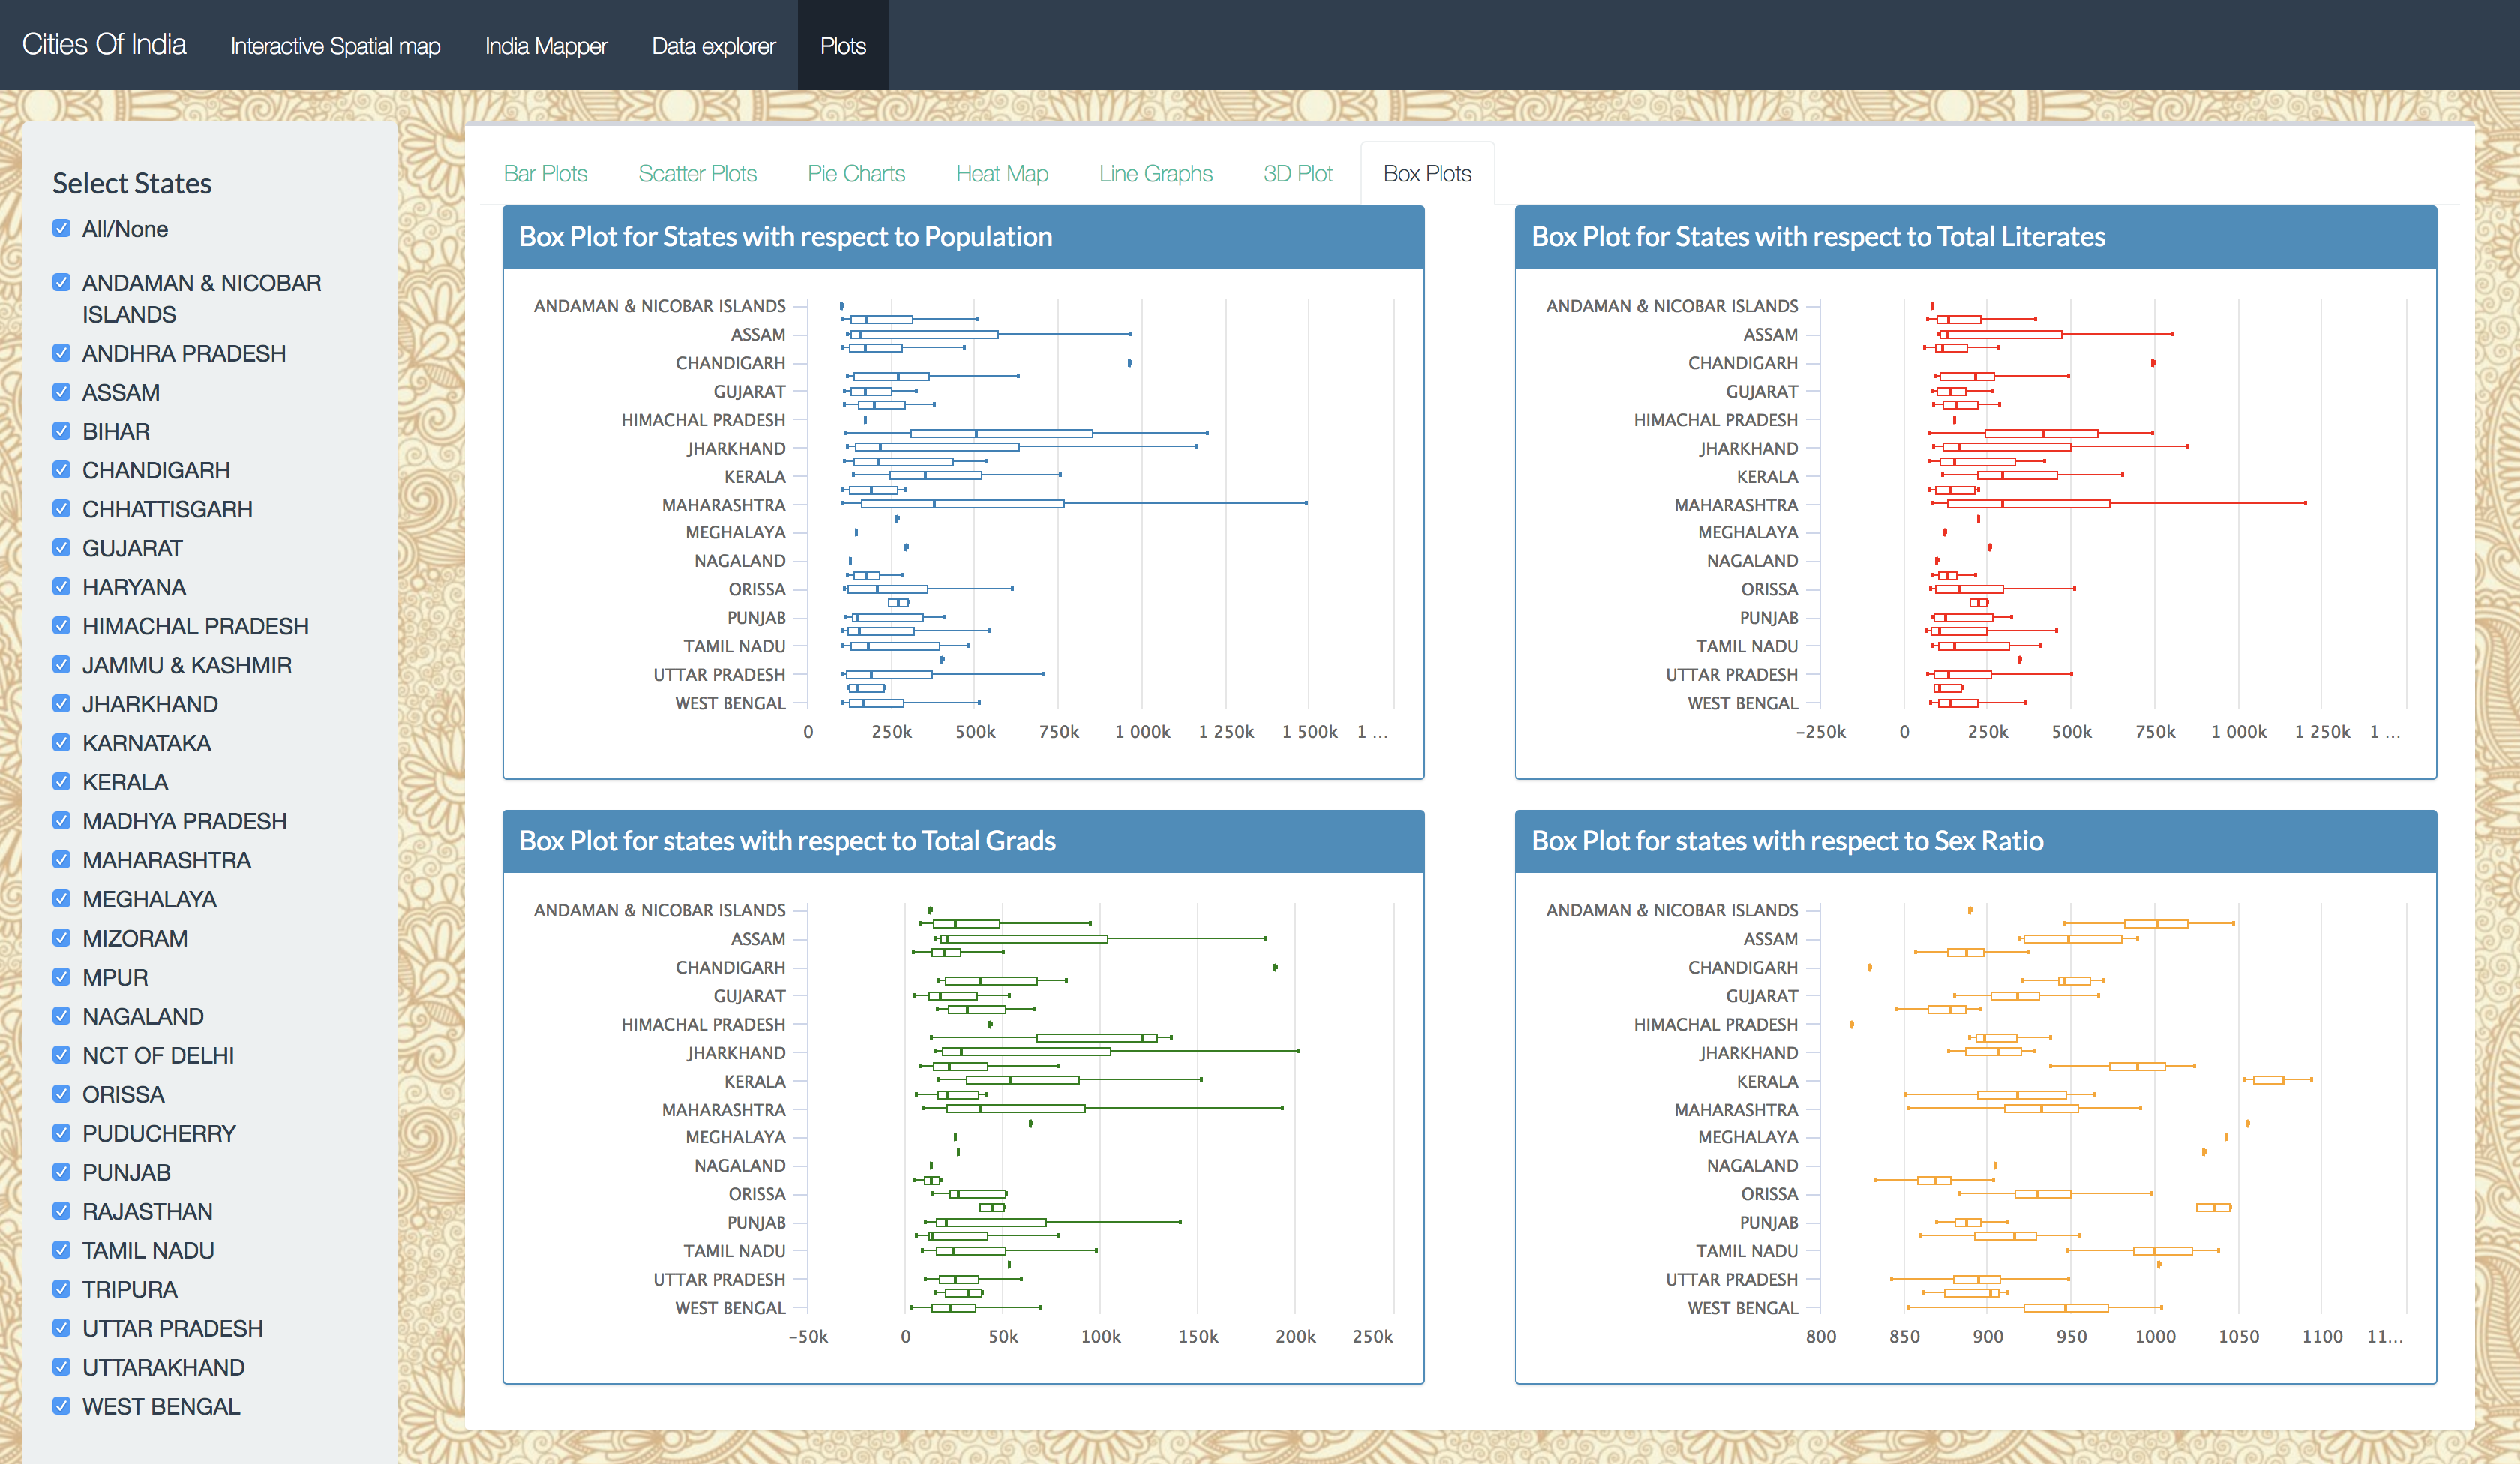 Cities Of India Interactive Spatial map India Mapper Data explorer Plots
Select States
All/None
ANDAMAN & NICOBAR
ISLANDS
ANDHRA PRADESH
ASSAM
BIHAR
CHANDIGARH
CHHATTISGARH
GUJARAT
HARYANA
HIMACHAL PRADESH
JAMMU & KASHMIR
JHARKHAND
KARNATAKA
KERALA
MADHYA PRADESH
MAHARASHTRA
MEGHALAYA
MIZORAM
MPUR
NAGALAND
NCT OF DELHI
ORISSA
PUDUCHERRY
PUNJAB
RAJASTHAN
TAMIL NADU
TRIPURA
UTTAR PRADESH
UTTARAKHAND
WEST BENGAL
Bar Plots Scatter Plots Pie Charts Heat Map Line Graphs 3D Plot Box Plots
Box Plot for States with respect to Population
ANDAMAN & NICOBAR ISLANDS
ASSAM
CHANDIGARH
GUJARAT
HIMACHAL PRADESH
JHARKHAND
KERALA
MAHARASHTRA
MEGHALAYA
NAGALAND
ORISSA
PUNJAB
TAMIL NADU
UTTAR PRADESH
WEST BENGAL
0 250k 500k 750k 1 000k 1 250k 1 500k 1 ...
Box Plot for States with respect to Total Literates
ANDAMAN & NICOBAR ISLANDS
ASSAM
CHANDIGARH
GUJARAT
HIMACHAL PRADESH
JHARKHAND
KERALA
MAHARASHTRA
MEGHALAYA
NAGALAND
ORISSA
PUNJAB
TAMIL NADU
UTTAR PRADESH
WEST BENGAL
−250k 0 250k 500k 750k 1 000k 1 250k 1 ...
Box Plot for states with respect to Total Grads
ANDAMAN & NICOBAR ISLANDS
ASSAM
CHANDIGARH
GUJARAT
HIMACHAL PRADESH
JHARKHAND
KERALA
MAHARASHTRA
MEGHALAYA
NAGALAND
ORISSA
PUNJAB
TAMIL NADU
UTTAR PRADESH
WEST BENGAL
−50k 0 50k 100k 150k 200k 250k
Box Plot for states with respect to Sex Ratio
ANDAMAN & NICOBAR ISLANDS
ASSAM
CHANDIGARH
GUJARAT
HIMACHAL PRADESH
JHARKHAND
KERALA
MAHARASHTRA
MEGHALAYA
NAGALAND
ORISSA
PUNJAB
TAMIL NADU
UTTAR PRADESH
WEST BENGAL
800 850 900 950 1000 1050 1100 11...